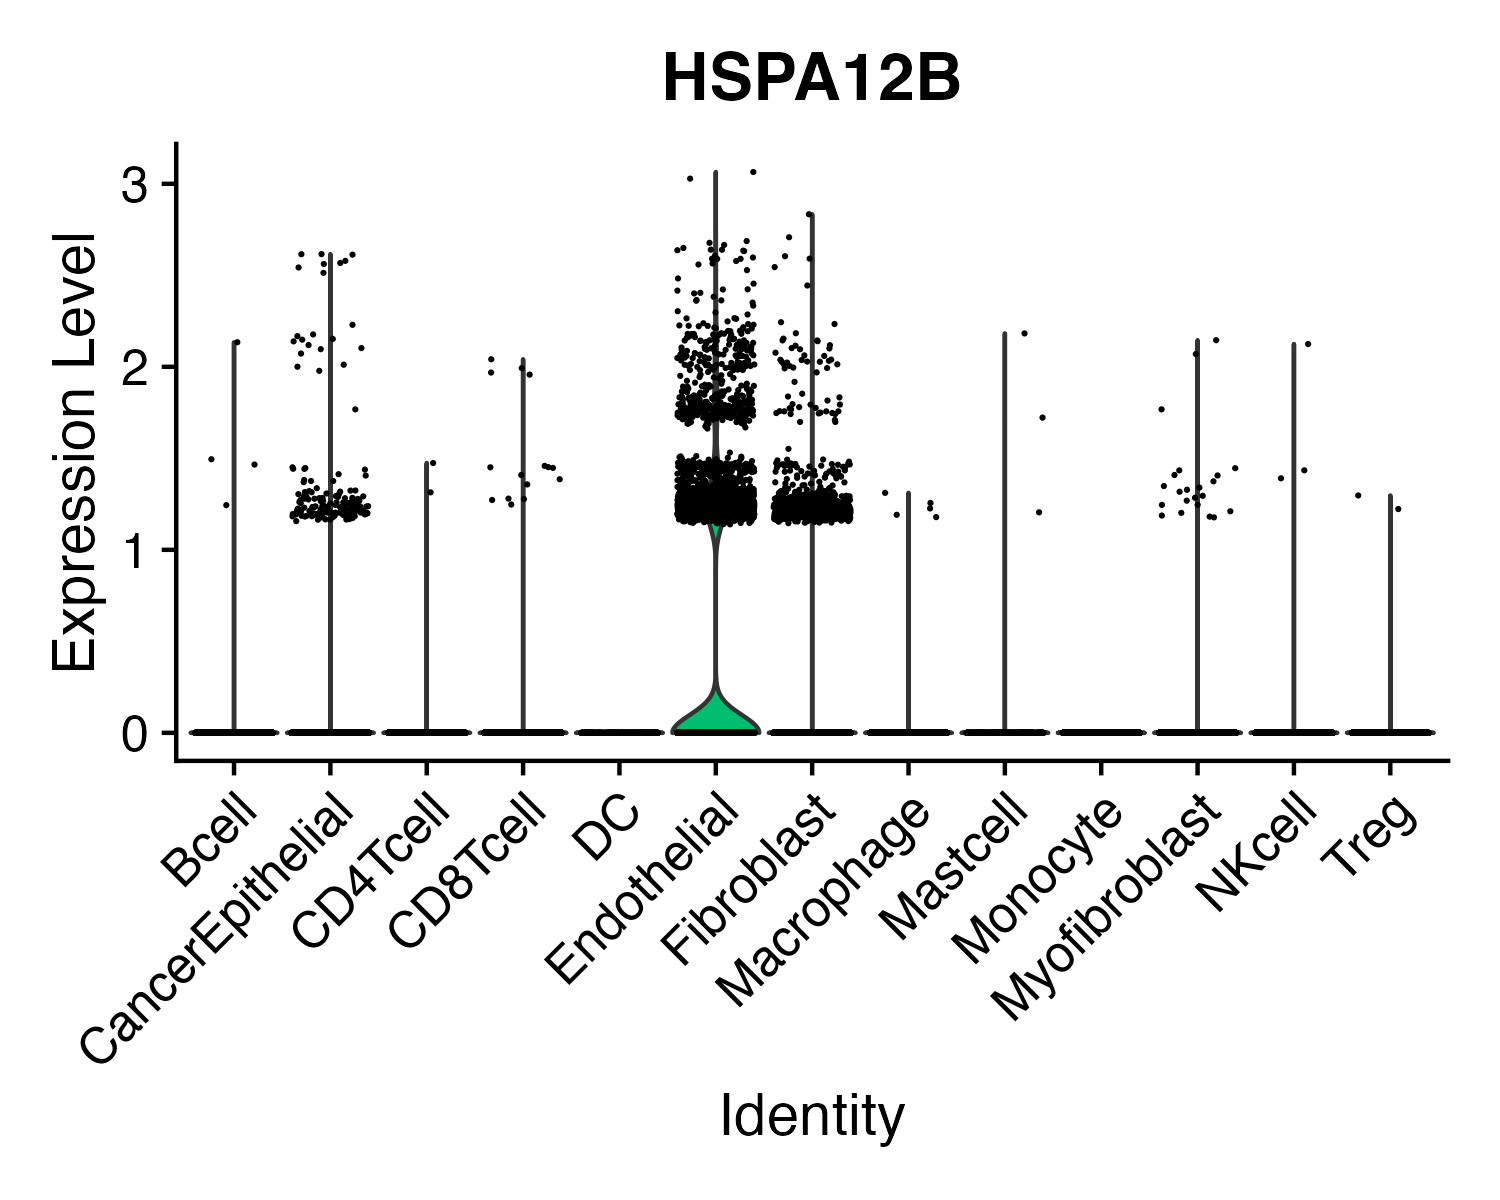 HSPA12B
Expression Level
3
2
1
0
Bcell
CancerEpithelial
CD4Tcell
CD8Tcell
DC
Endothelial
Fibroblast
Macrophage
Mastcell
Monocyte
Myofibroblast
NKcell
Treg
Identity